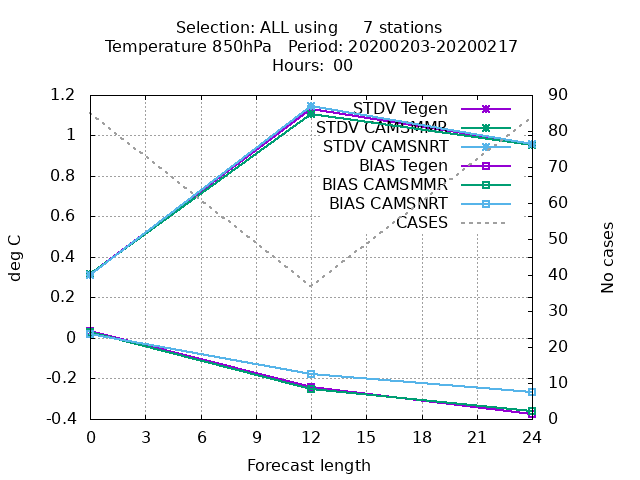 Selection: ALL using 7 stations
Temperature 850hPa Period: 20200203-20200217
Hours: 00
1.2
1
0.8
0.6
0.4
0.2
0
-0.2
-0.4
deg C
STDV Tegen
STDV CAMSMMR
STDV CAMSNRT
BIAS Tegen
BIAS CAMSMMR
BIAS CAMSNRT
CASES
90
80
70
60
50
40
30
20
10
0
No cases
0 3 6 9 12 15 18 21 24
Forecast length